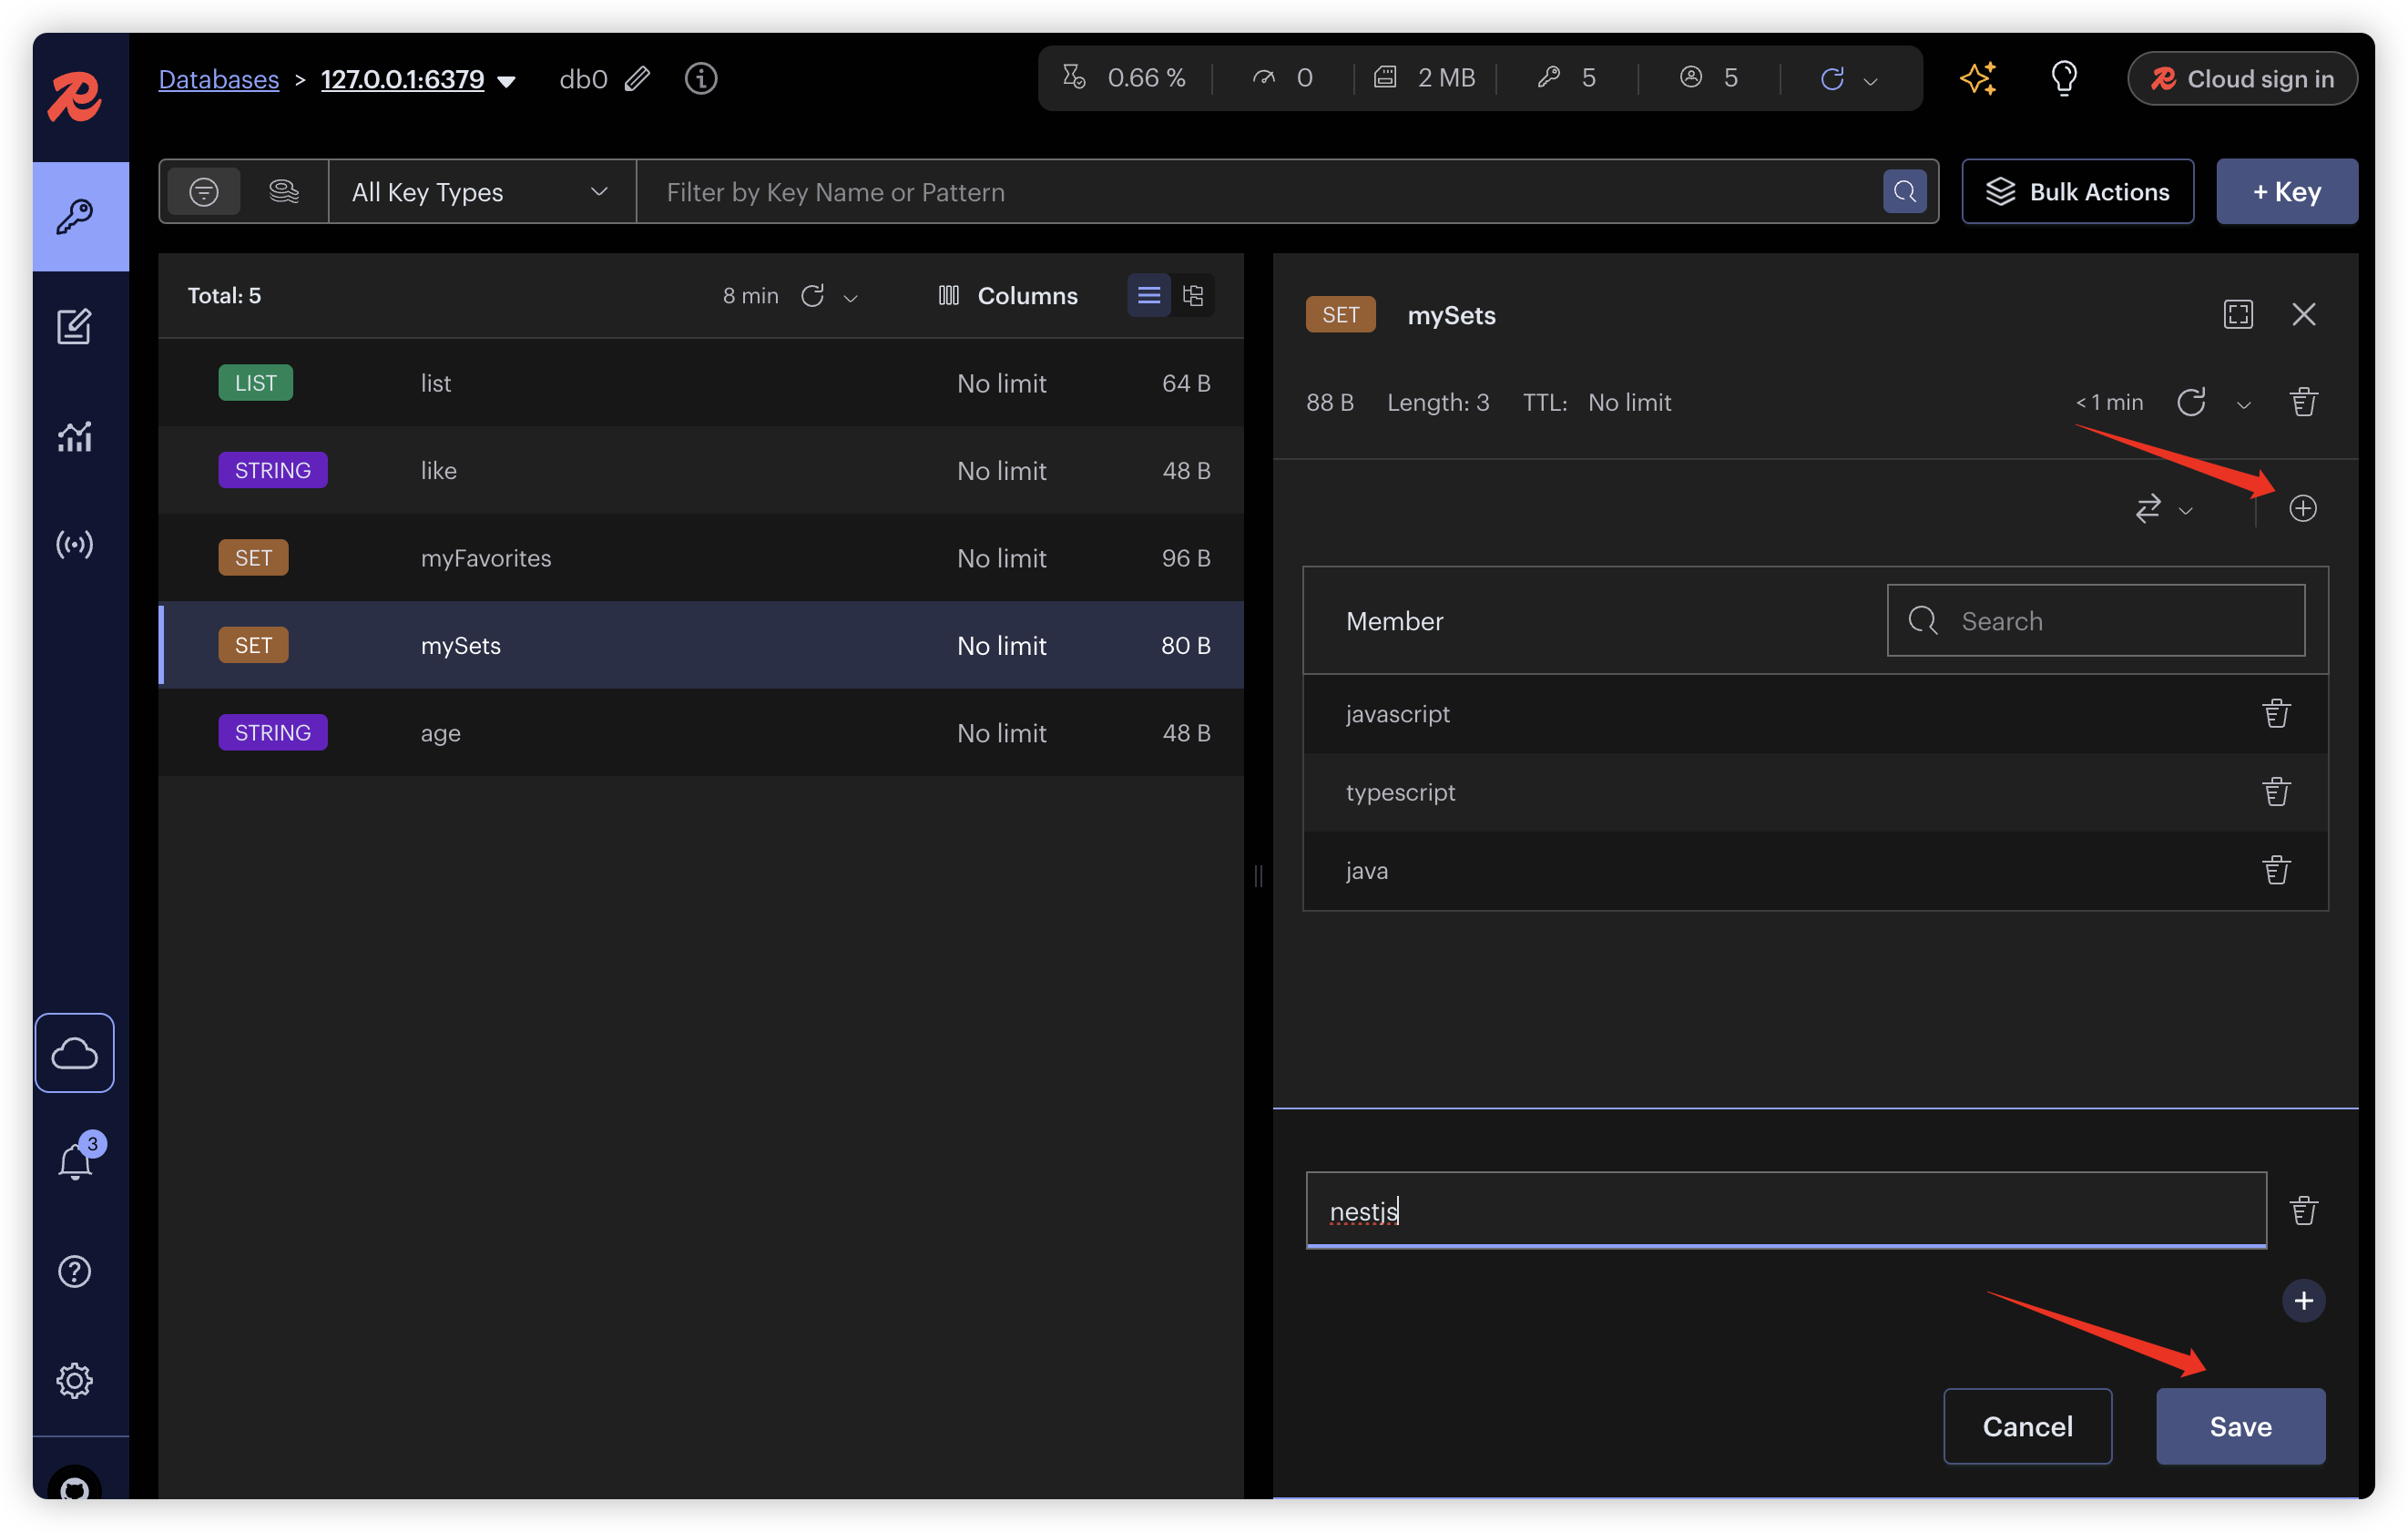 Databases > 127.0.0.1:6379 db0 0.66 % 0 2 MB 5 5 Cloud sign in
All Key Types Filter by Key Name or Pattern Bulk Actions + Key
Total: 5 8 min Columns
LIST list No limit 64 B
STRING like No limit 48 B
SET myFavorites No limit 96 B
SET mySets No limit 80 B
STRING age No limit 48 B
SET mySets
88 B Length: 3 TTL: No limit < 1 min
Member Search
javascript
typescript
java
nestjs
Cancel Save
3